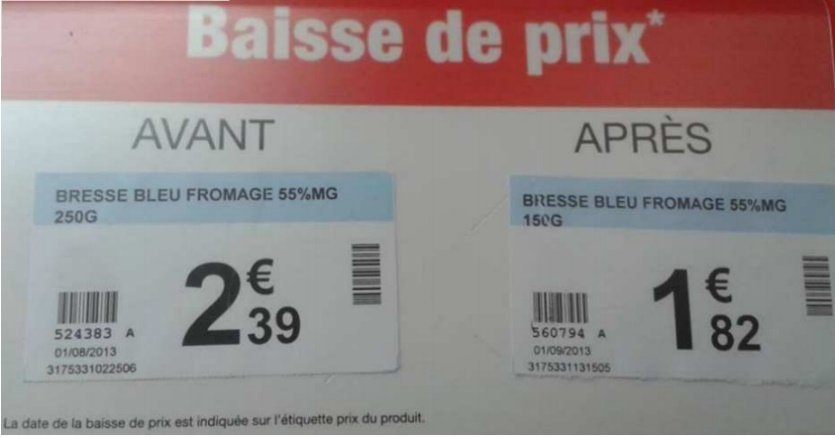 Baisse de prix*
AVANT
APRÈS
BRESSE BLEU FROMAGE 55%MG
250G
2€39
524383 A
01/08/2013
3175331022506
BRESSE BLEU FROMAGE 55%MG
150G
1€82
560794 A
01/09/2013
3175331131505
La date de la baisse de prix est indiquée sur l'étiquette prix du produit.